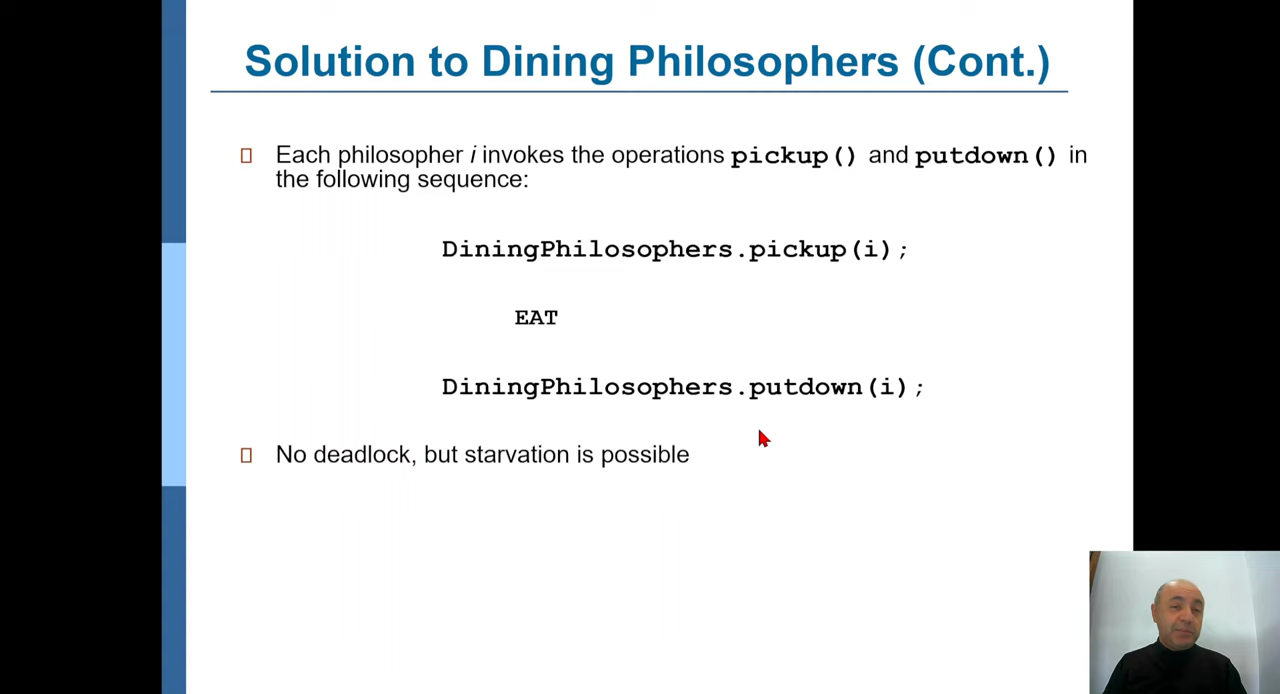 Solution to Dining Philosophers (Cont.)
Each philosopher i invokes the operations pickup() and putdown() in
the following sequence:
DiningPhilosophers.pickup(i);
EAT
DiningPhilosophers.putdown(i);
No deadlock, but starvation is possible